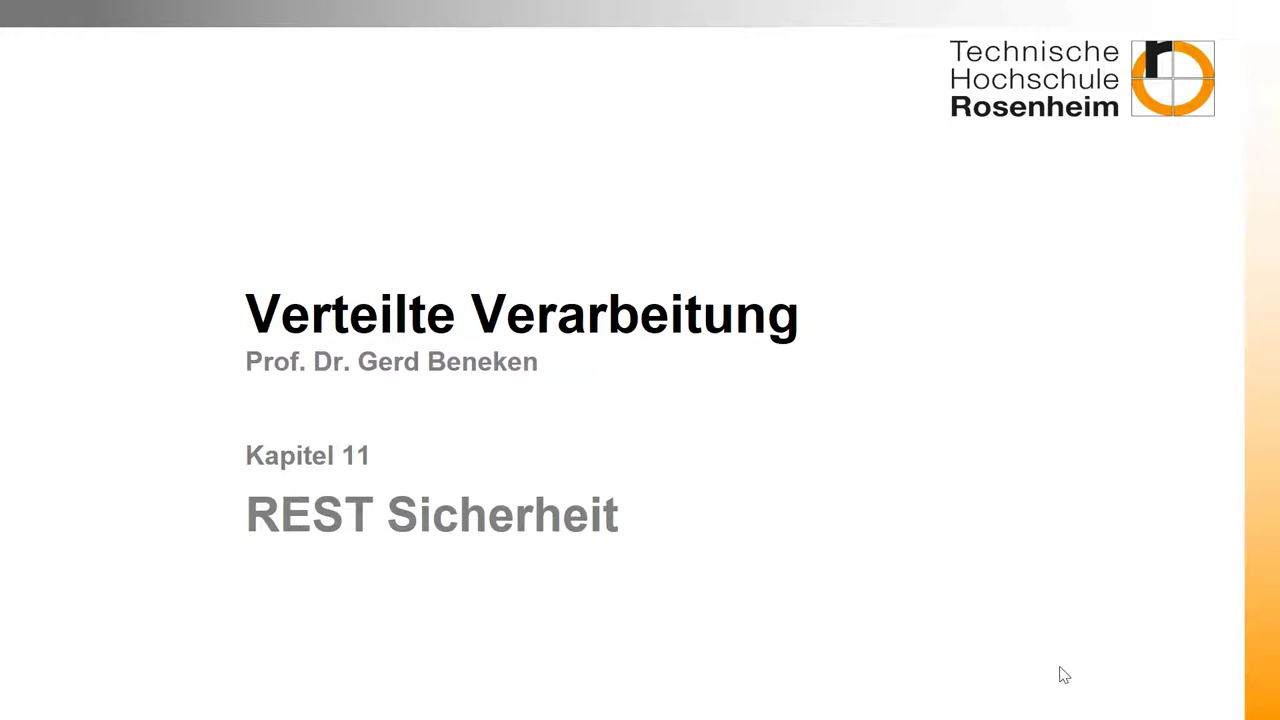 Technische
Hochschule
Rosenheim
Verteilte Verarbeitung
Prof. Dr. Gerd Beneken
Kapitel 11
REST Sicherheit